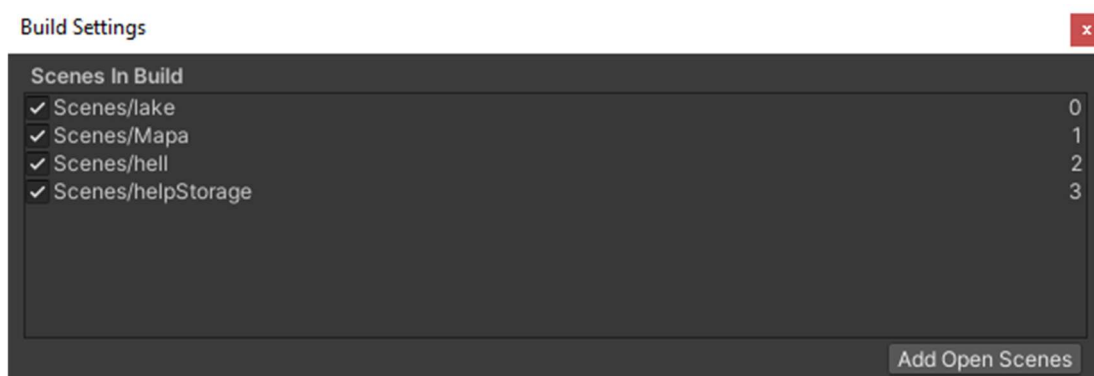 Build Settings
x
Scenes In Build
Scenes/lake 0
Scenes/Mapa 1
Scenes/hell 2
Scenes/helpStorage 3
Add Open Scenes